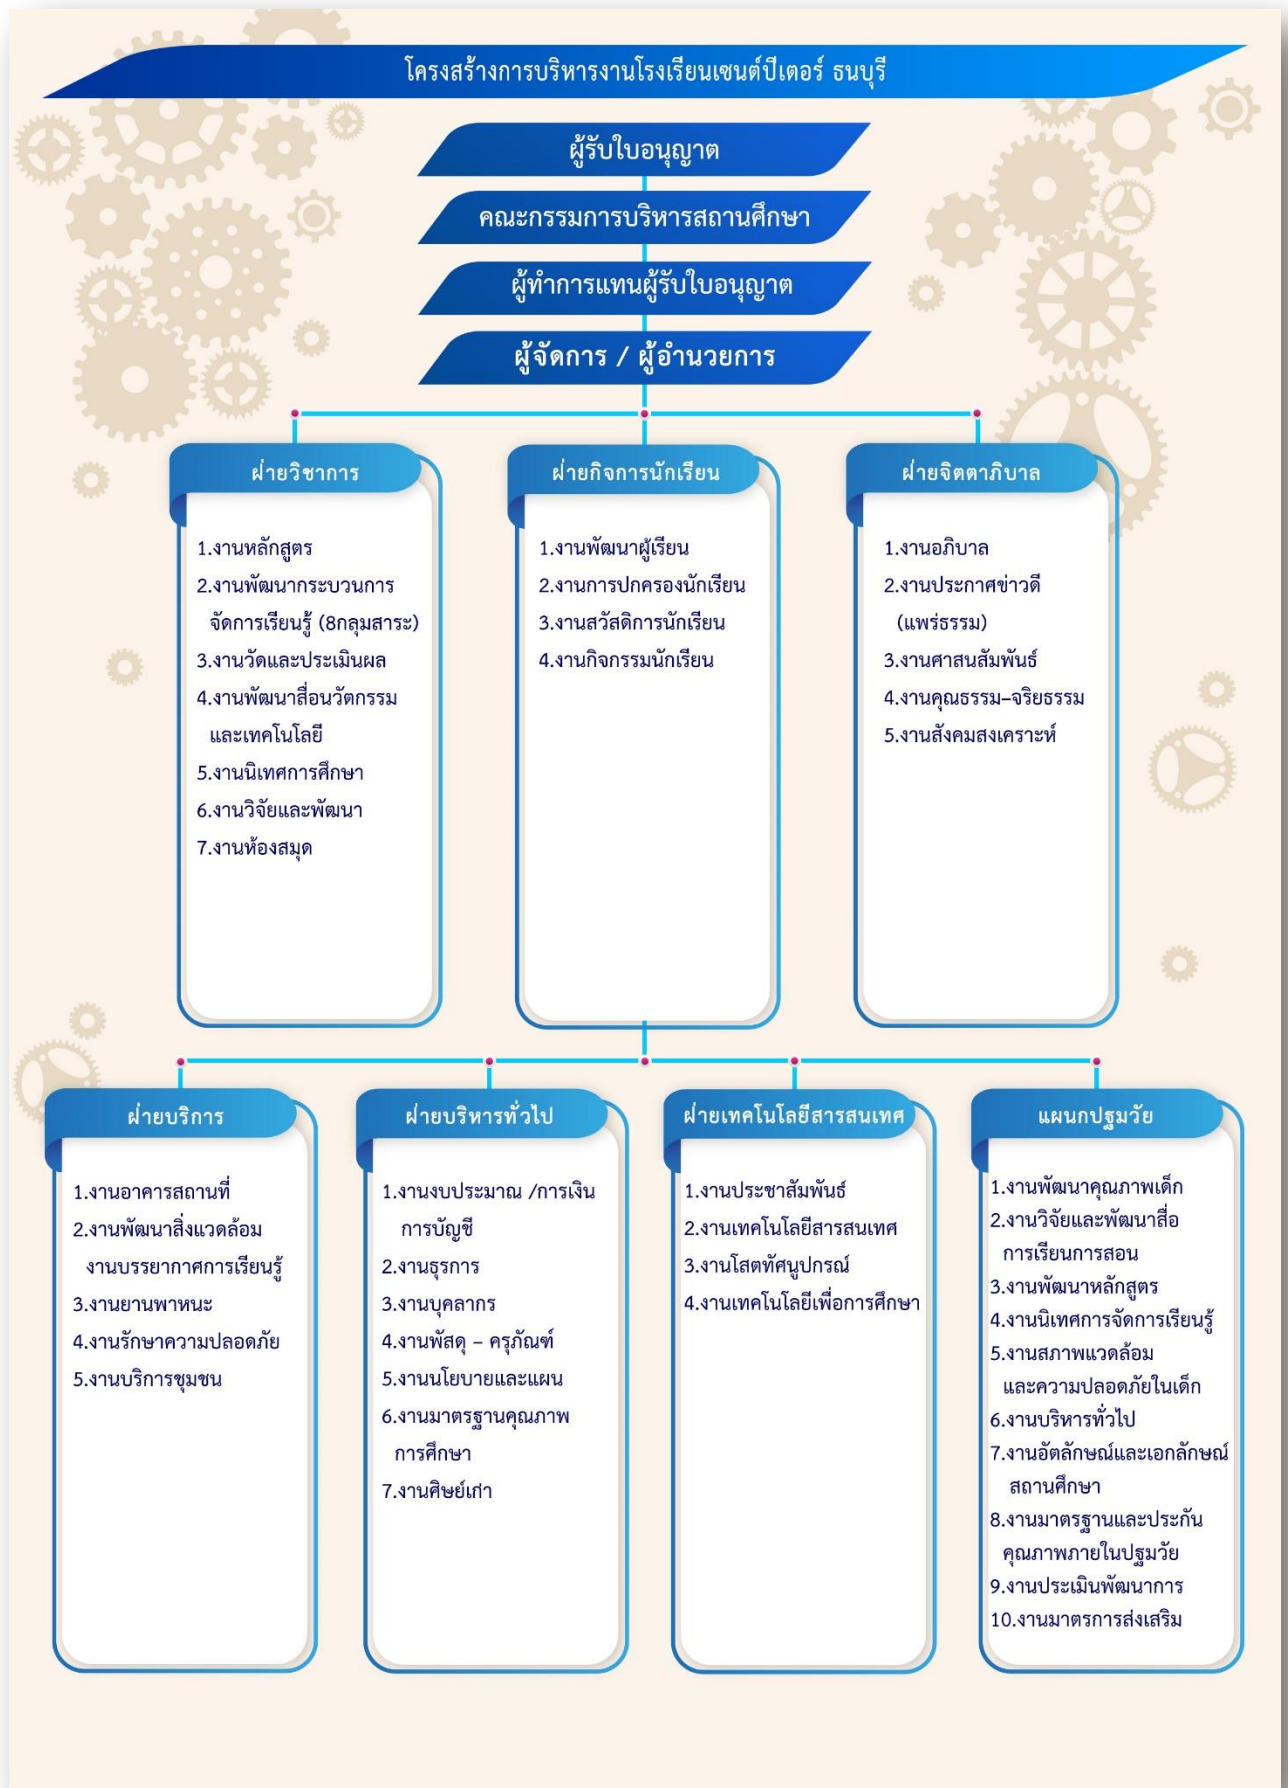 โครงสร้างการบริหารงานโรงเรียนเซนต์ปีเตอร์ ธนบุรี
ผู้รับใบอนุญาต
คณะกรรมการบริหารสถานศึกษา
ผู้ทำการแทนผู้รับใบอนุญาต
ผู้จัดการ / ผู้อำนวยการ
ฝ่ายวิชาการ
1.งานหลักสูตร
2.งานพัฒนากระบวนการ
จัดการเรียนรู้ (8กลุมสาระ)
3.งานวัดและประเมินผล
4.งานพัฒนาสื่อนวัตกรรม
และเทคโนโลยี
5.งานนิเทศการศึกษา
6.งานวิจัยและพัฒนา
7.งานห้องสมุด
ฝ่ายกิจการนักเรียน
1.งานพัฒนาผู้เรียน
2.งานการปกครองนักเรียน
3.งานสวัสดิการนักเรียน
4.งานกิจกรรมนักเรียน
ฝ่ายจิตตาภิบาล
1.งานอภิบาล
2.งานประกาศข่าวดี
(แพร่ธรรม)
3.งานศาสนสัมพันธ์
4.งานคุณธรรม–จริยธรรม
5.งานสังคมสงเคราะห์
ฝ่ายบริการ
1.งานอาคารสถานที่
2.งานพัฒนาสิ่งแวดล้อม
งานบรรยากาศการเรียนรู้
3.งานยานพาหนะ
4.งานรักษาความปลอดภัย
5.งานบริการชุมชน
ฝ่ายบริหารทั่วไป
1.งานงบประมาณ /การเงิน
การบัญชี
2.งานธุรการ
3.งานบุคลากร
4.งานพัสดุ – ครุภัณฑ์
5.งานนโยบายและแผน
6.งานมาตรฐานคุณภาพ
การศึกษา
7.งานศิษย์เก่า
ฝ่ายเทคโนโลยีสารสนเทศ
1.งานประชาสัมพันธ์
2.งานเทคโนโลยีสารสนเทศ
3.งานโสตทัศนูปกรณ์
4.งานเทคโนโลยีเพื่อการศึกษา
แผนกปฐมวัย
1.งานพัฒนาคุณภาพเด็ก
2.งานวิจัยและพัฒนาสื่อ
การเรียนการสอน
3.งานพัฒนาหลักสูตร
4.งานนิเทศการจัดการเรียนรู้
5.งานสภาพแวดล้อม
และความปลอดภัยในเด็ก
6.งานบริหารทั่วไป
7.งานอัตลักษณ์และเอกลักษณ์
สถานศึกษา
8.งานมาตรฐานและประกัน
คุณภาพภายในปฐมวัย
9.งานประเมินพัฒนาการ
10.งานมาตรการส่งเสริม